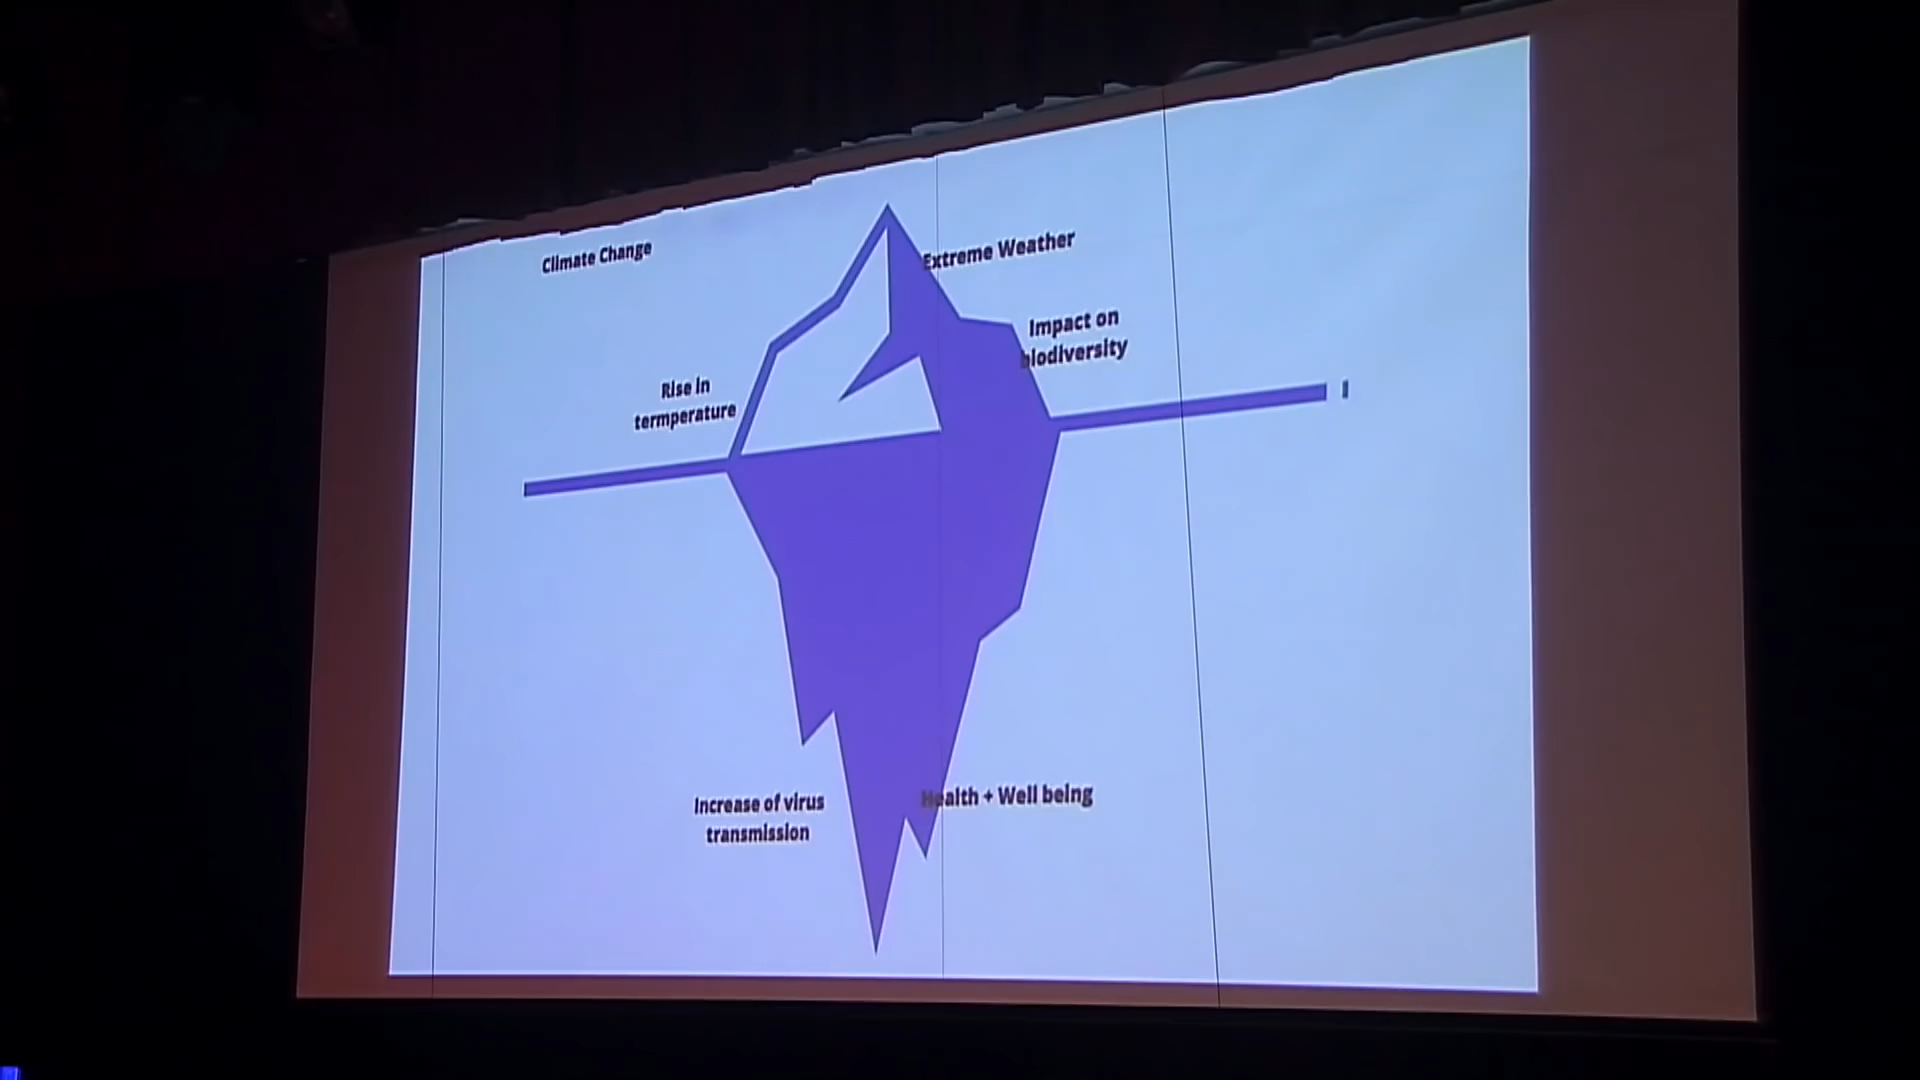 Climate Change
Extreme Weather
Impact on
biodiversity
Rise in
termperature
Increase of virus
transmission
Health + Well being